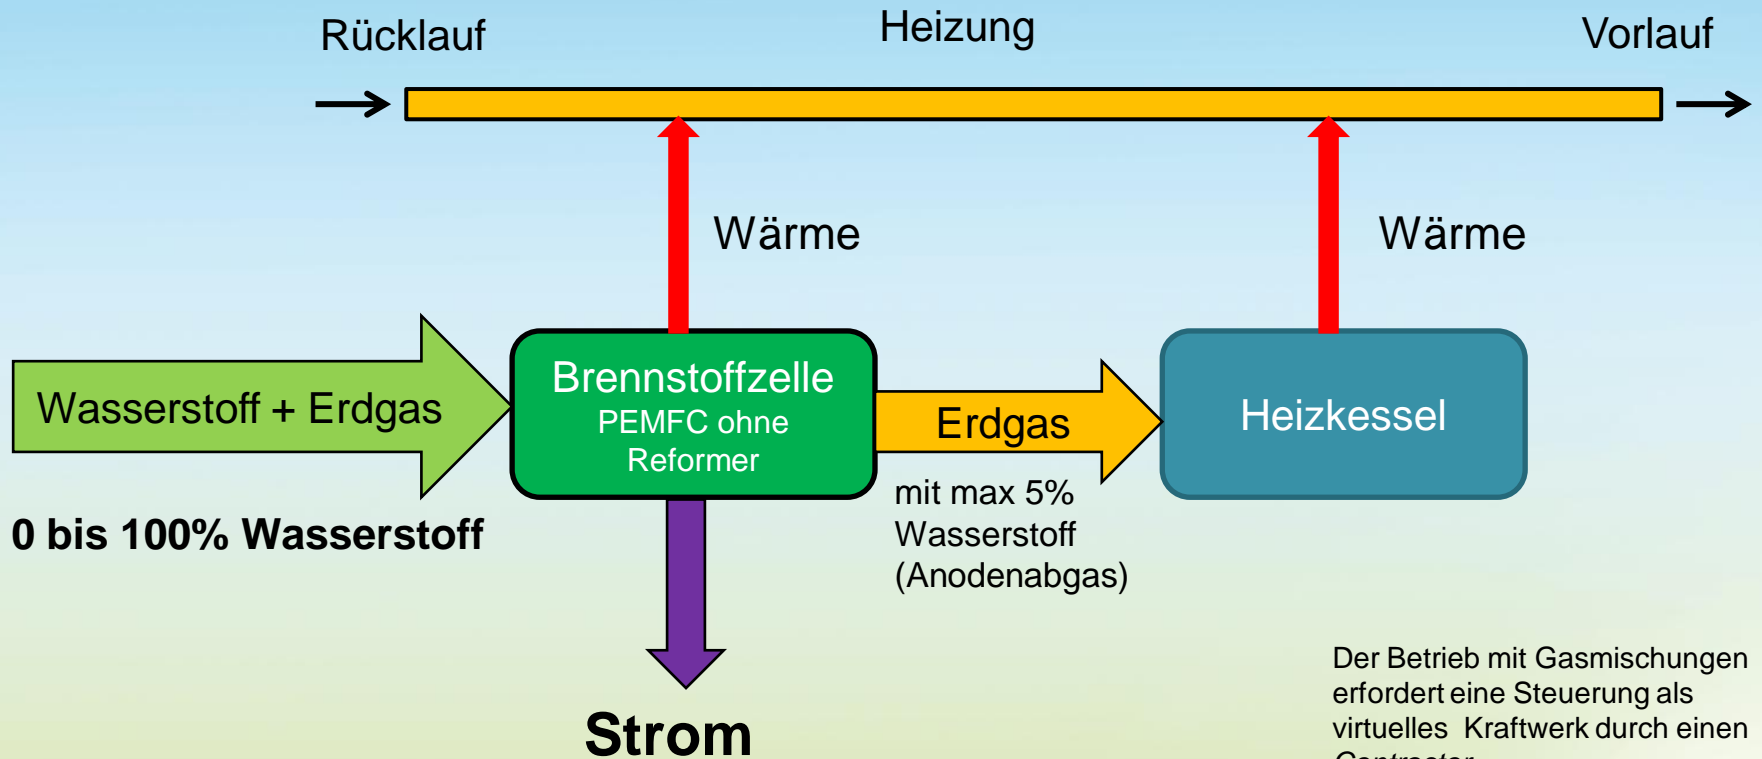 Rücklauf
Heizung
Vorlauf
Wärme
Wärme
Wasserstoff + Erdgas
Brennstoffzelle
PEMFC ohne
Reformer
Erdgas
Heizkessel
0 bis 100% Wasserstoff
mit max 5%
Wasserstoff
(Anodenabgas)
Strom
Der Betrieb mit Gasmischungen
erfordert eine Steuerung als
virtuelles Kraftwerk durch einen
Contractor